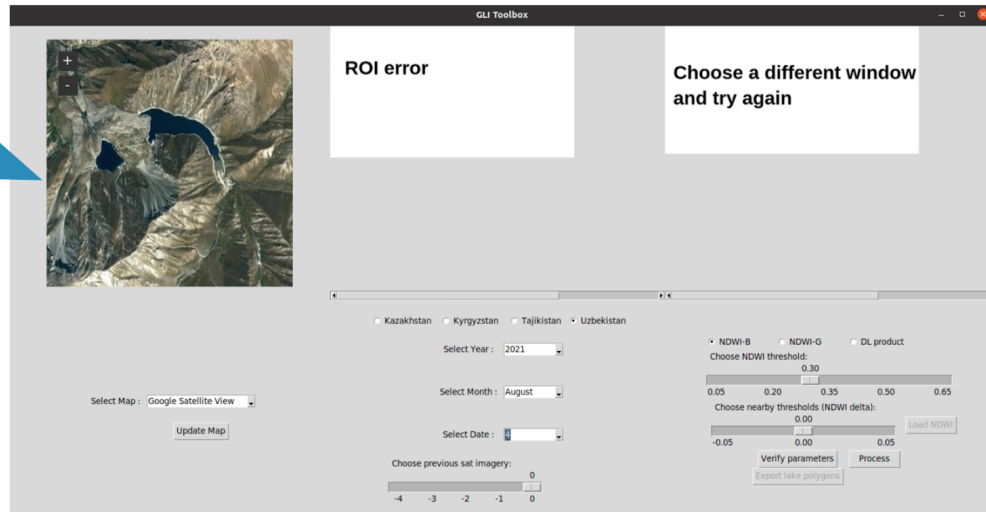 GLI Toolbox
+
-
ROI error
Choose a different window
and try again
Kazakhstan Kyrgyzstan Tajikistan Uzbekistan
Select Year : 2021
Select Month : August
Select Date : 4
Choose previous sat imagery:
0
-4 -3 -2 -1 0
Select Map : Google Satellite View
Update Map
NDWI-B NDWI-G DL product
Choose NDWI threshold:
0.30
0.05 0.20 0.35 0.50 0.65
Choose nearby thresholds (NDWI delta):
0.00
-0.05 0.00 0.05
Load NDWI
Verify parameters Process
Export lake polygons